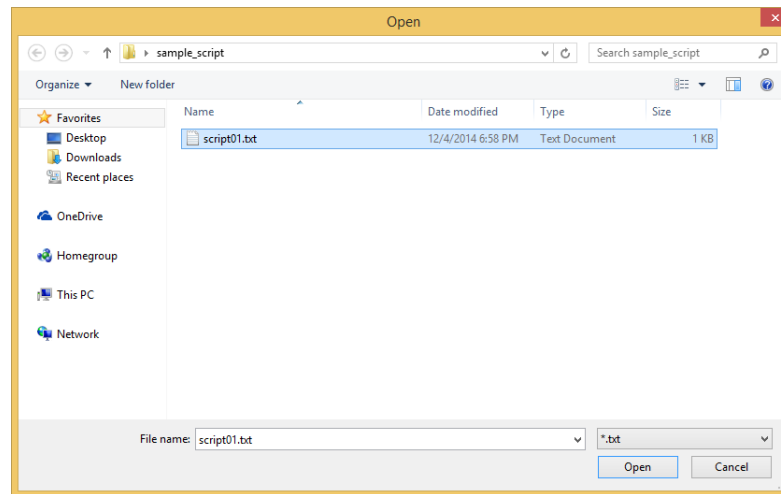 Open
sample_script
Search sample_script
Organize
New folder
Name Date modified Type Size
script01.txt 12/4/2014 6:58 PM Text Document 1 KB
Favorites
Desktop
Downloads
Recent places
OneDrive
Homegroup
This PC
Network
File name: script01.txt *.txt
Open Cancel